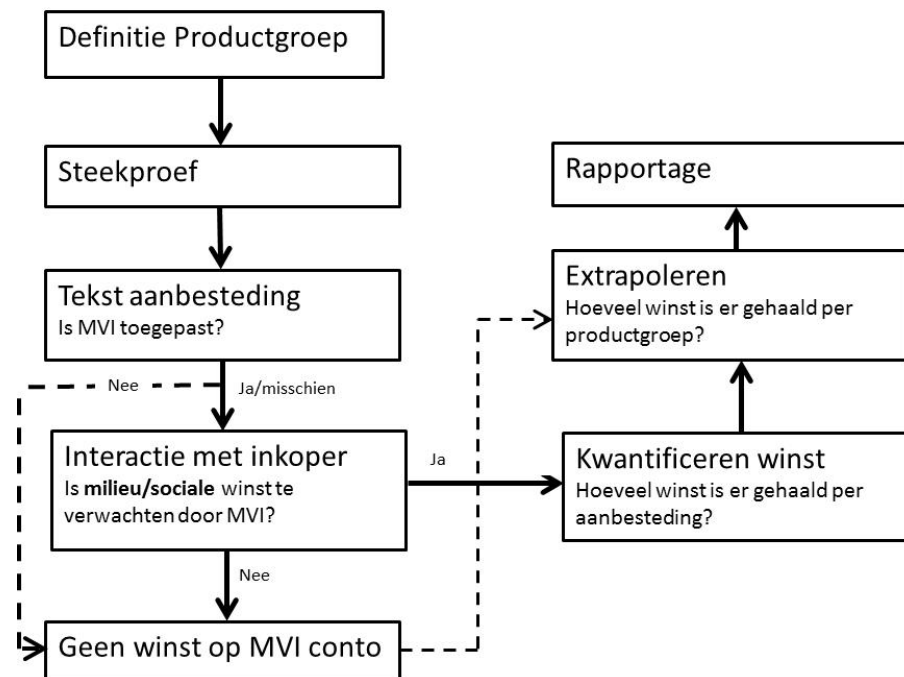 Definitie Productgroep
Steekproef
Tekst aanbesteding
Is MVI toegepast?
Nee
Ja/misschien
Interactie met inkoper
Is milieu/sociale winst te
verwachten door MVI?
Ja
Nee
Geen winst op MVI conto
Rapportage
Extrapoleren
Hoeveel winst is er gehaald per
productgroep?
Kwantificeren winst
Hoeveel winst is er gehaald per
aanbesteding?